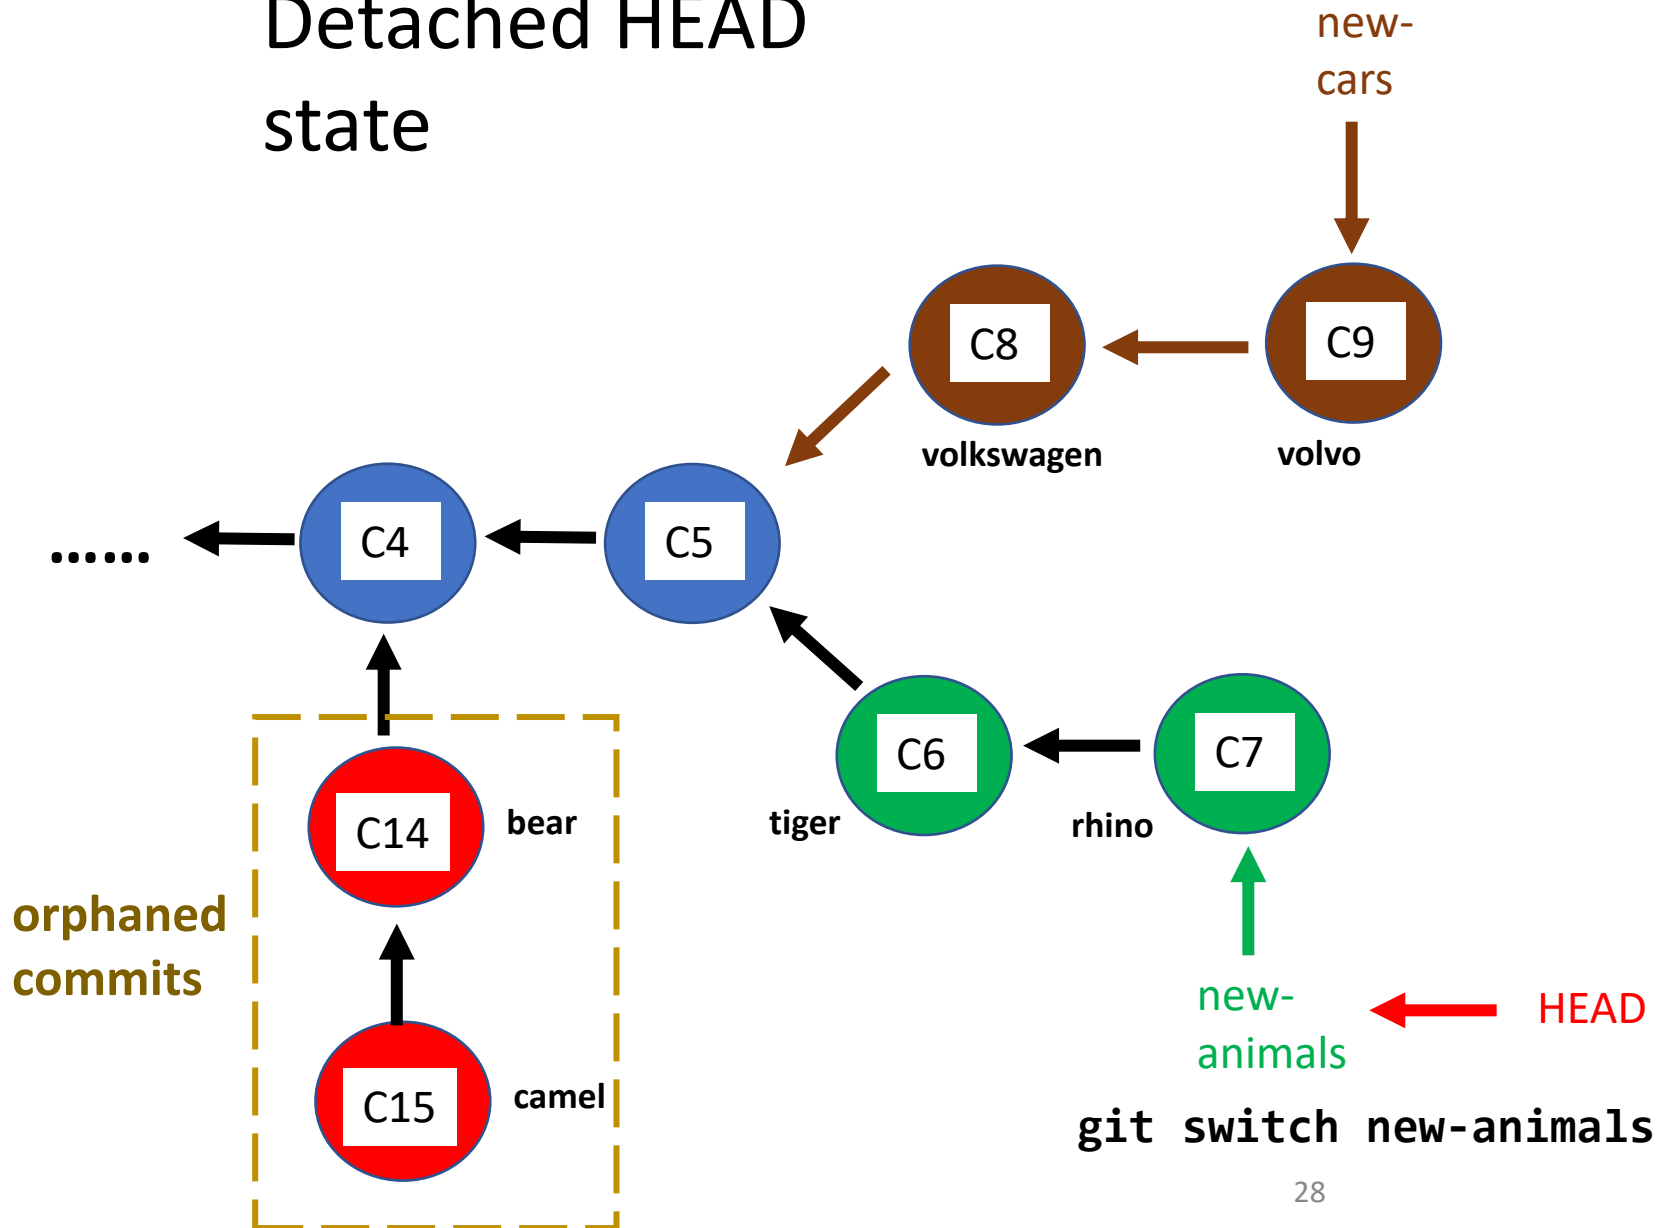 Detached HEAD
state
new-
cars
C8
C9
volkswagen
volvo
......
C4
C5
C6
C7
tiger
rhino
C14
bear
orphaned
commits
C15
camel
new-
animals
HEAD
git switch new-animals
28